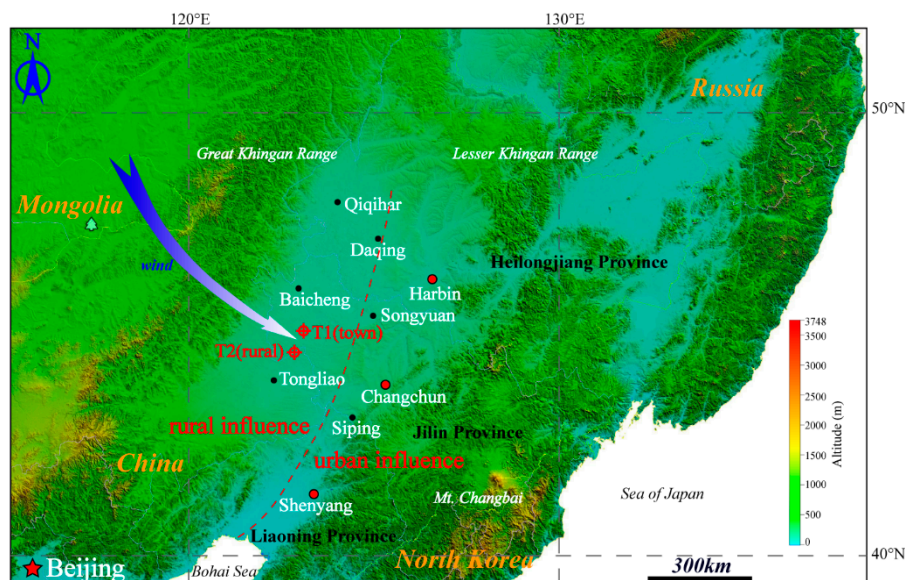 120°E
130°E
N
Russia
50°N
Great Khingan Range
Lesser Khingan Range
Mongolia
Qiqihar
wind
Daqing
Heilongjiang Province
Harbin
Baicheng
Songyuan
T1(town)
T2(rural)
3748
3500
3000
2500
2000
1500
1000
500
0
Altitude (m)
Tongliao
Changchun
rural influence
Siping
Jilin Province
China
urban influence
Shenyang
Mt. Changbai
Sea of Japan
Liaoning Province
North Korea
40°N
Beijing
Bohai Sea
300km